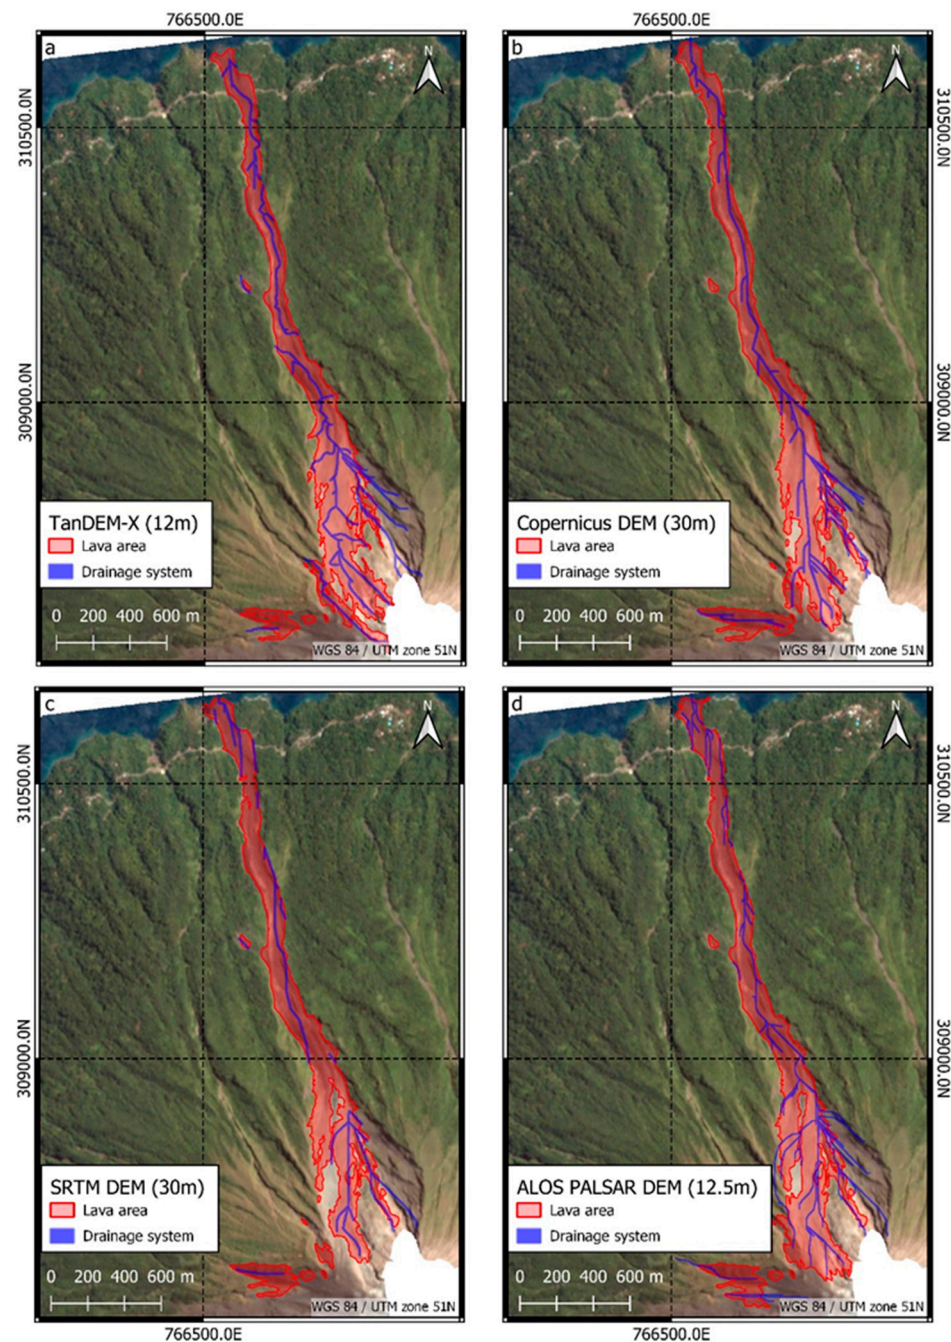 766500.0E
766500.0E
a
N
b
N
310500.0N
310500.0N
309000.0N
309000.0N
TanDEM-X (12m)
Lava area
Drainage system
0 200 400 600 m
WGS 84 / UTM zone 51N
Copernicus DEM (30m)
Lava area
Drainage system
0 200 400 600 m
WGS 84 / UTM zone 51N
c
N
d
N
310500.0N
310500.0N
309000.0N
309000.0N
SRTM DEM (30m)
Lava area
Drainage system
0 200 400 600 m
WGS 84 / UTM zone 51N
ALOS PALSAR DEM (12.5m)
Lava area
Drainage system
0 200 400 600 m
WGS 84 / UTM zone 51N
766500.0E
766500.0E